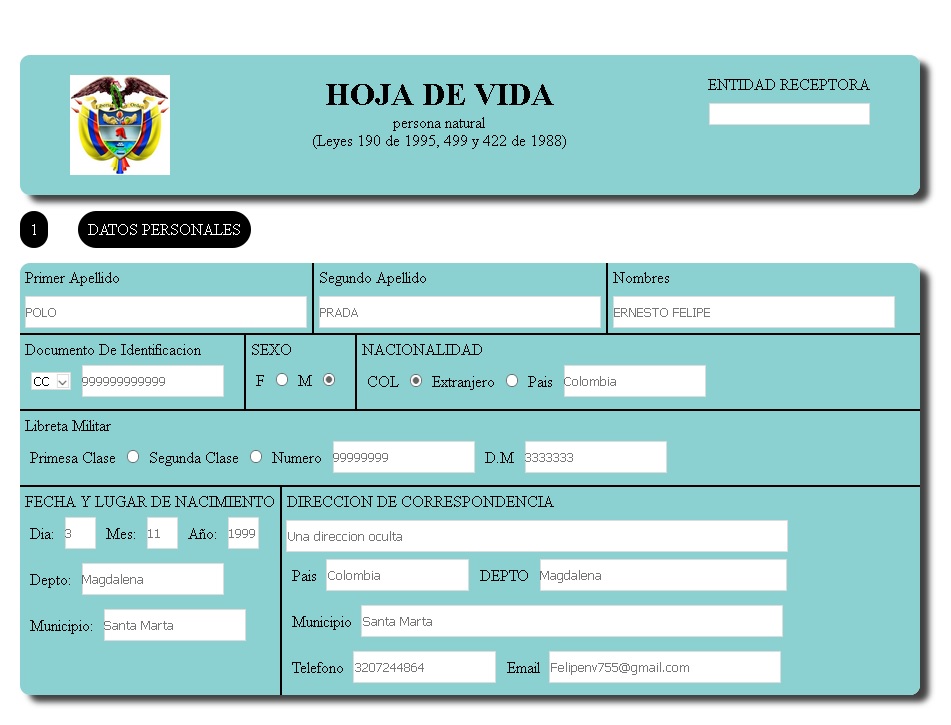 HOJA DE VIDA
persona natural
(Leyes 190 de 1995, 499 y 422 de 1988)
ENTIDAD RECEPTORA
1 DATOS PERSONALES
Primer Apellido Segundo Apellido Nombres
POLO PRADA ERNESTO FELIPE
Documento De Identificacion SEXO NACIONALIDAD
CC 999999999999 F M COL Extranjero Pais Colombia
Libreta Militar
Primesa Clase Segunda Clase Numero 99999999 D.M 3333333
FECHA Y LUGAR DE NACIMIENTO
Dia: 3 Mes: 11 Año: 1999
Depto: Magdalena
Municipio: Santa Marta
DIRECCION DE CORRESPONDENCIA
Una direccion oculta
Pais Colombia DEPTO Magdalena
Municipio Santa Marta
Telefono 3207244864 Email Felipenv755@gmail.com